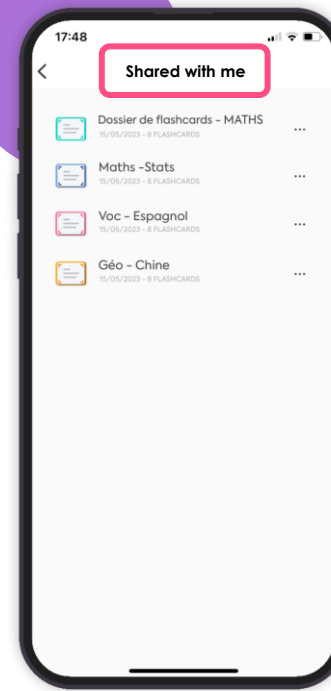 17:48
Shared with me
Dossier de flashcards - MATHS
15/05/2023 - 8 FLASHCARDS
Maths -Stats
15/05/2023 - 8 FLASHCARDS
Voc - Espagnol
15/05/2023 - 8 FLASHCARDS
Géo - Chine
15/05/2023 - 8 FLASHCARDS